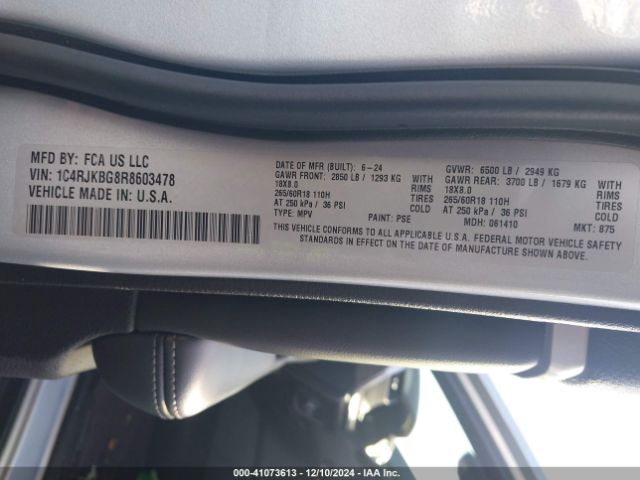 MFD BY: FCA US LLC
VIN: 1C4RJKBG8R8603478
VEHICLE MADE IN U.S.A.
DATE OF MFR (BUILT): 6-24
GAWR FRONT: 2850 LB / 1293 KG WITH
18X8.0 RIMS
265/60R18 110H TIRES
AT 250 kPa / 36 PSI COLD
TYPE: MPV PAINT: PSE
GVWR: 6500 LB / 2949 KG
GAWR REAR: 3700 LB / 1679 KG WITH
18X8.0 RIMS
265/60R18 110H TIRES
AT 250 kPa / 36 PSI COLD
MDH: 061410 MKT: 875
THIS VEHICLE CONFORMS TO ALL APPLICABLE U.S.A. FEDERAL MOTOR VEHICLE SAFETY
STANDARDS IN EFFECT ON THE DATE OF MANUFACTURE SHOWN ABOVE.
000-41073613 - 12/10/2024 - IAA Inc.